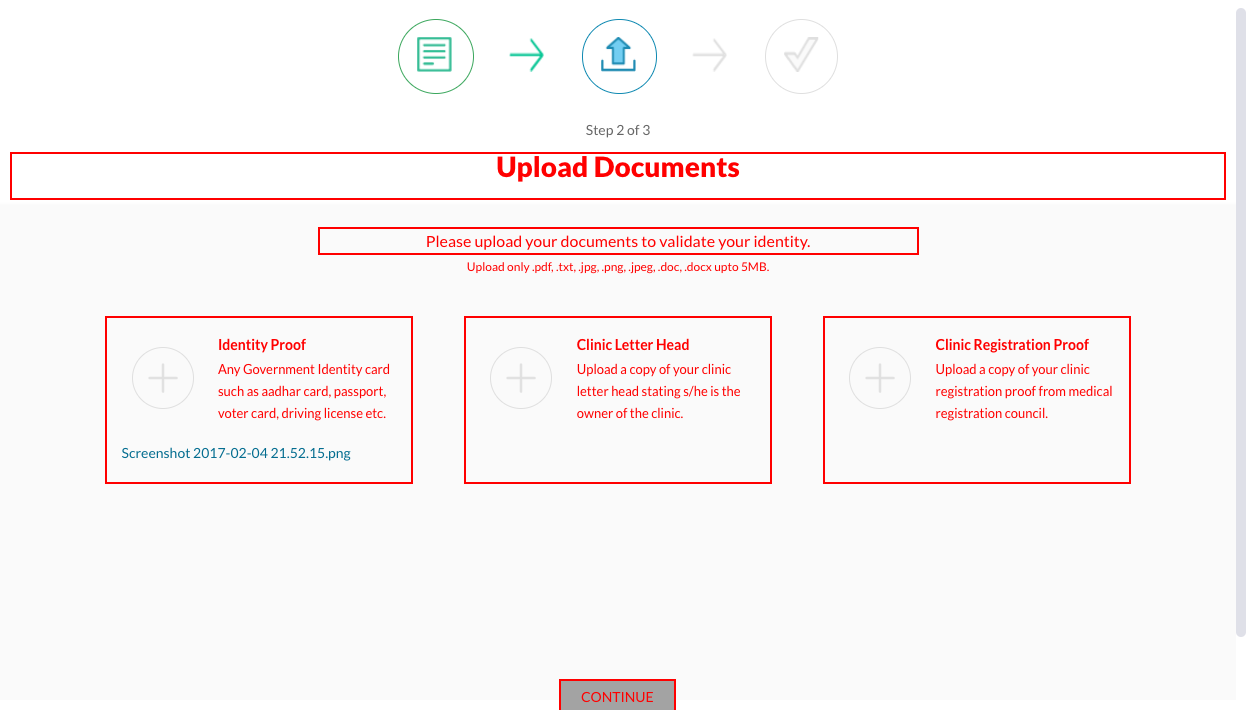 Step 2 of 3
Upload Documents
Please upload your documents to validate your identity.
Upload only .pdf, .txt, .jpg, .png, .jpeg, .doc, .docx upto 5MB.
Identity Proof
Any Government Identity card
such as aadhar card, passport,
voter card, driving license etc.
Screenshot 2017-02-04 21.52.15.png
Clinic Letter Head
Upload a copy of your clinic
letter head stating s/he is the
owner of the clinic.
Clinic Registration Proof
Upload a copy of your clinic
registration proof from medical
registration council.
CONTINUE